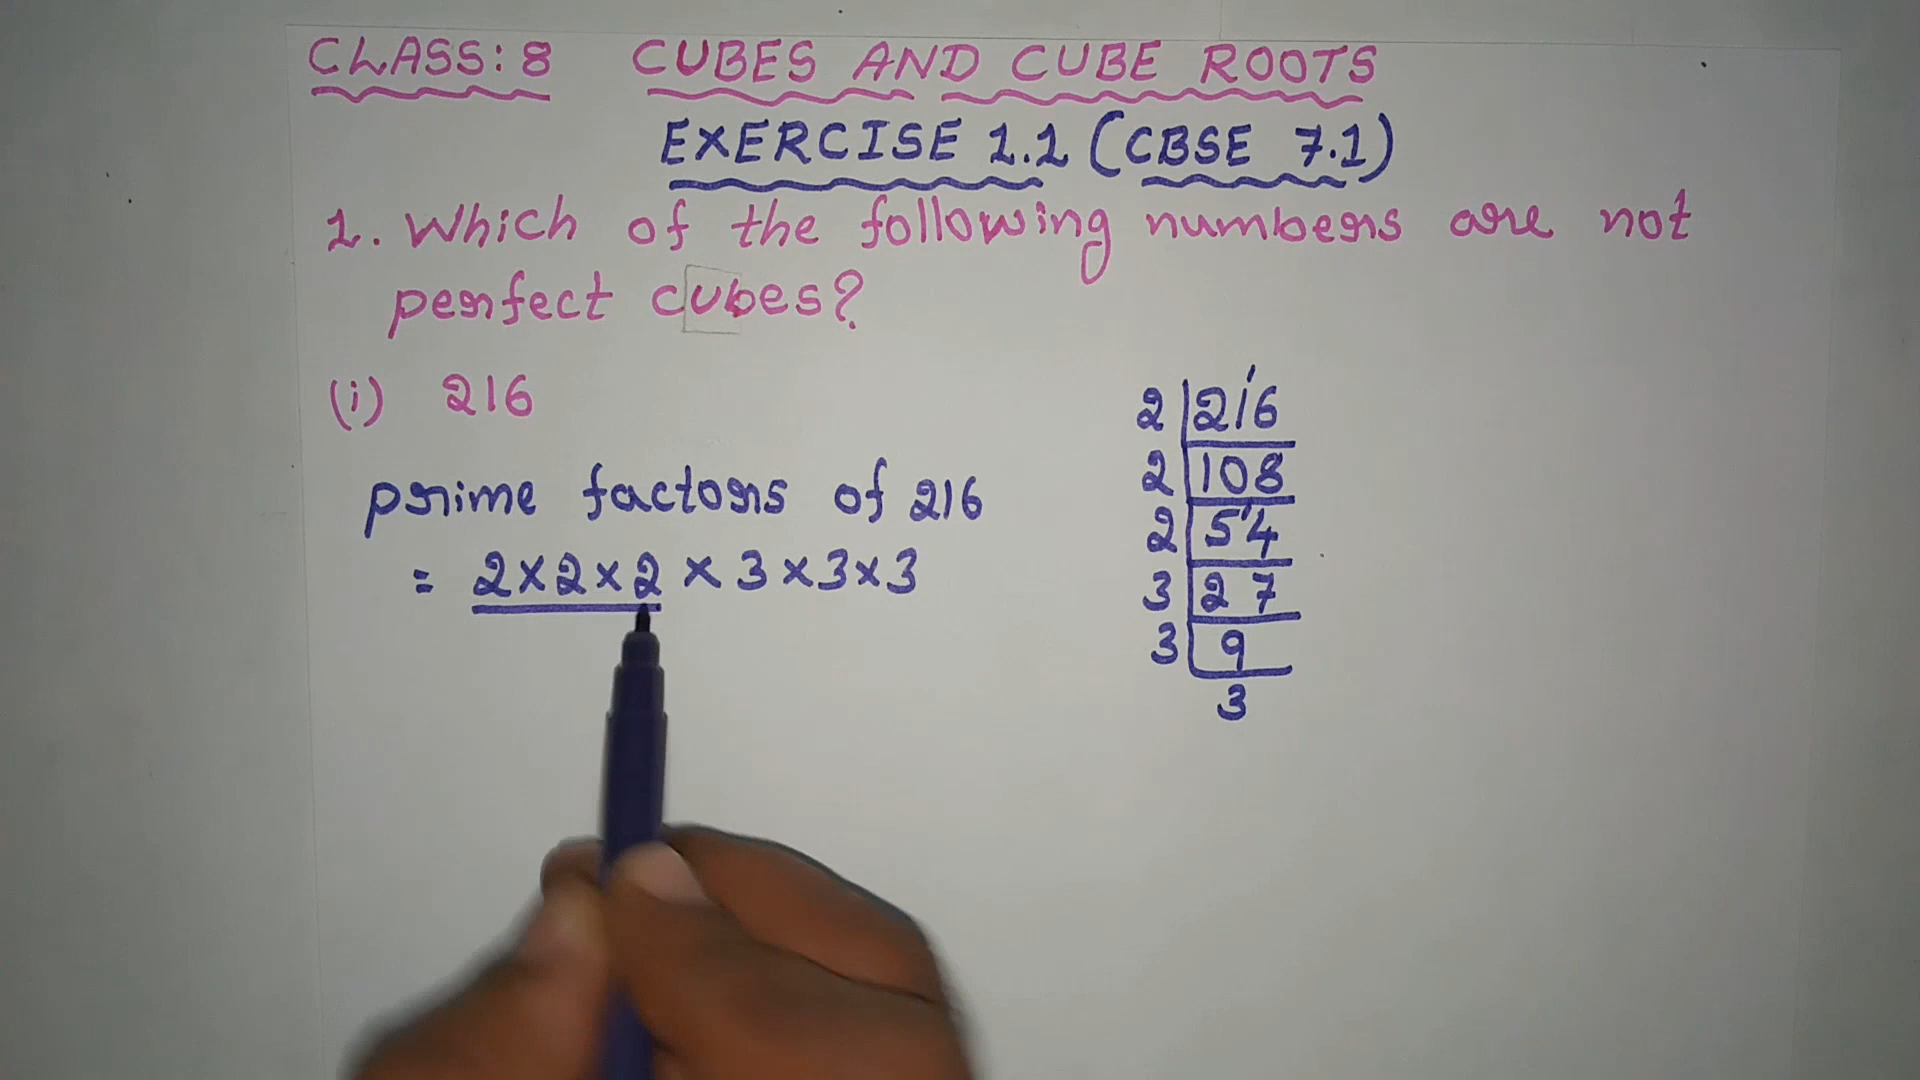 CLASS: 8 CUBES AND CUBE ROOTS
EXERCISE 1.1 (CBSE 7.1)
1. Which of the following numbers are not
perfect cubes?
(i) 216
prime factors of 216
= 2×2×2 × 3×3×3
2 216
2 108
2 54
3 27
3 9
3